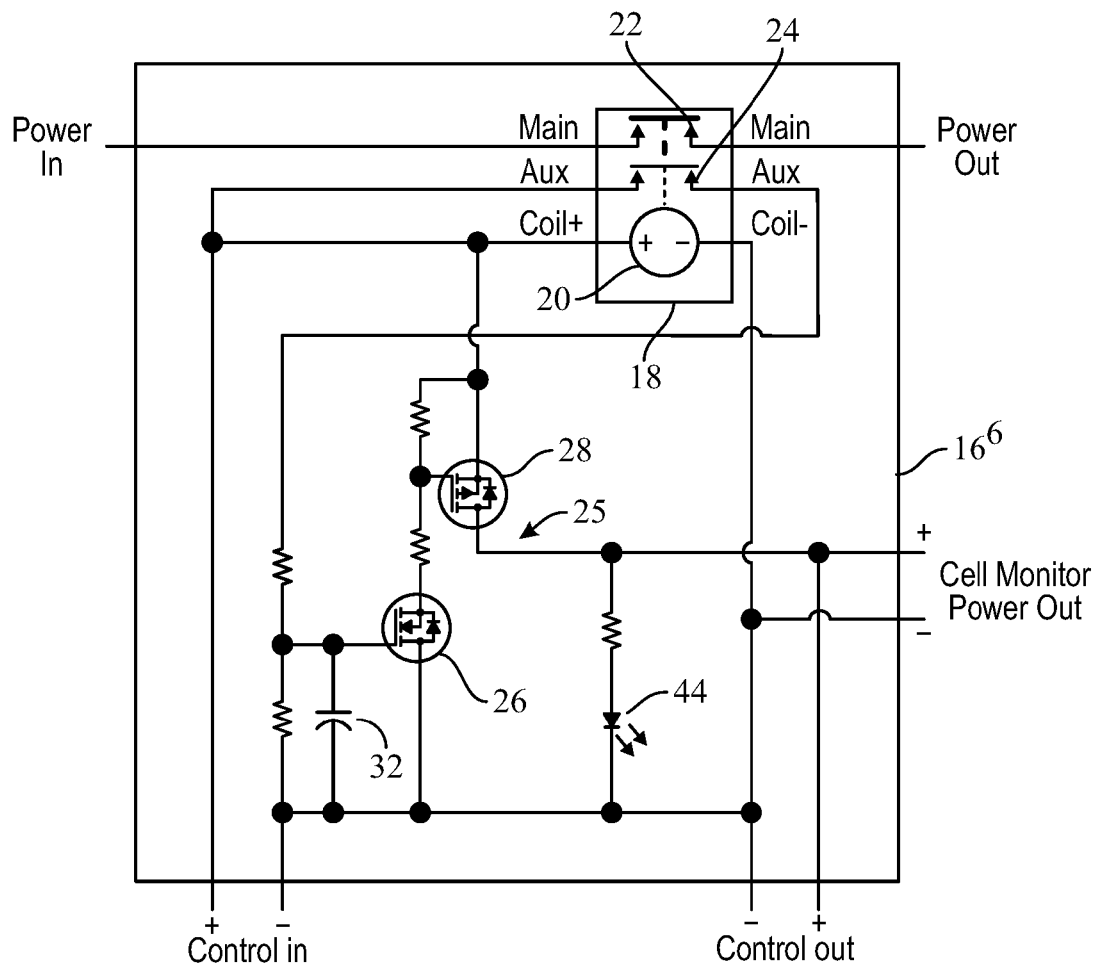 22
24
Power
In
Main
Main
Power
Out
Aux
Aux
Coil+
+
−
Coil-
20
18
16⁶
28
25
+
Cell Monitor
Power Out
−
26
44
32
+
−
Control in
−
+
Control out